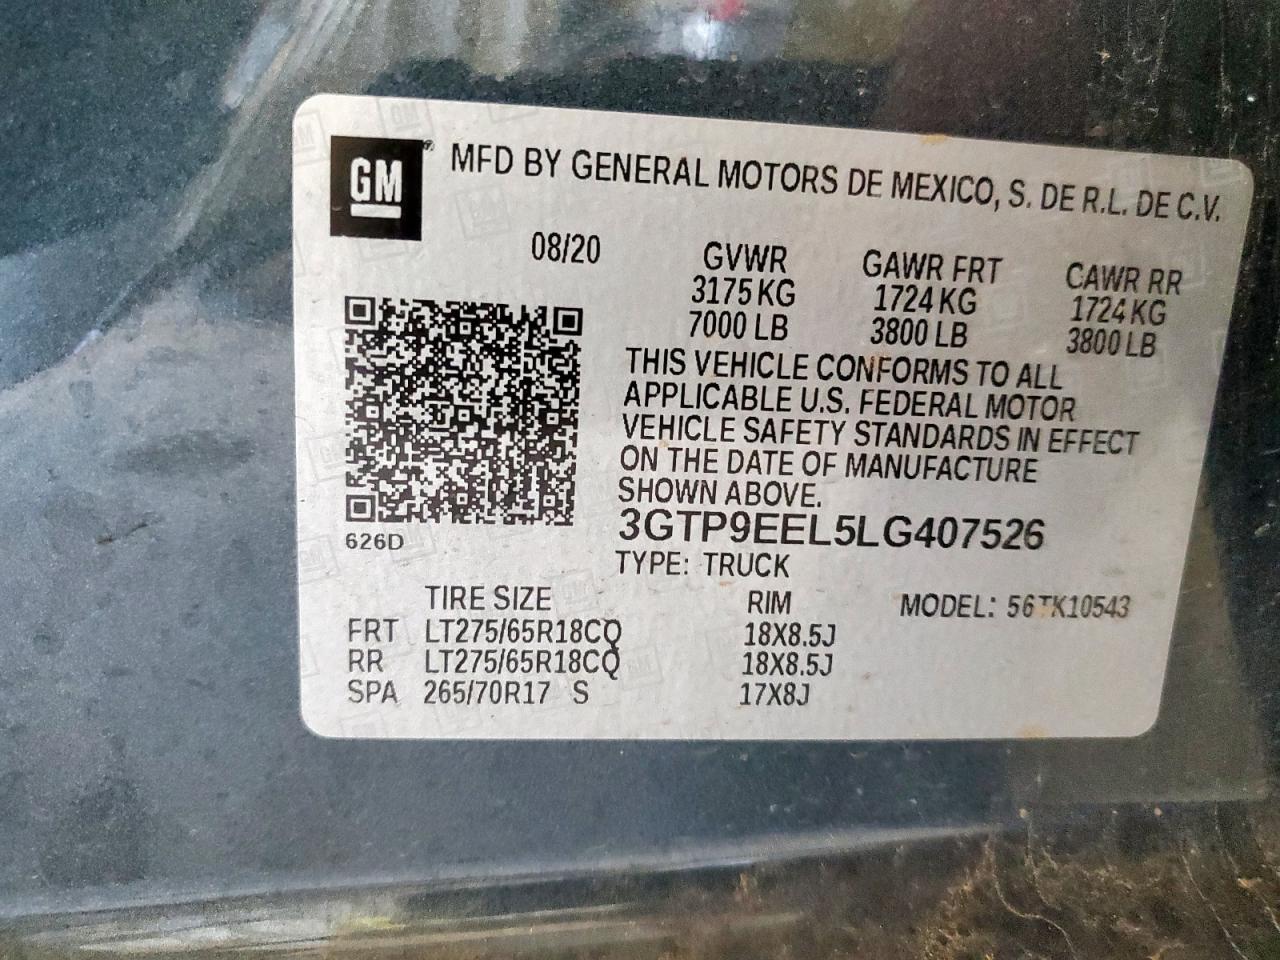 GM
MFD BY GENERAL MOTORS DE MEXICO, S. DE R.L. DE C.V.
08/20 GVWR GAWR FRT CAWR RR
3175 KG 1724 KG 1724 KG
7000 LB 3800 LB 3800 LB
THIS VEHICLE CONFORMS TO ALL
APPLICABLE U.S. FEDERAL MOTOR
VEHICLE SAFETY STANDARDS IN EFFECT
ON THE DATE OF MANUFACTURE
SHOWN ABOVE.
626D
3GTP9EEL5LG407526
TYPE: TRUCK
TIRE SIZE RIM MODEL: 56TK10543
FRT LT275/65R18CQ 18X8.5J
RR LT275/65R18CQ 18X8.5J
SPA 265/70R17 S 17X8J